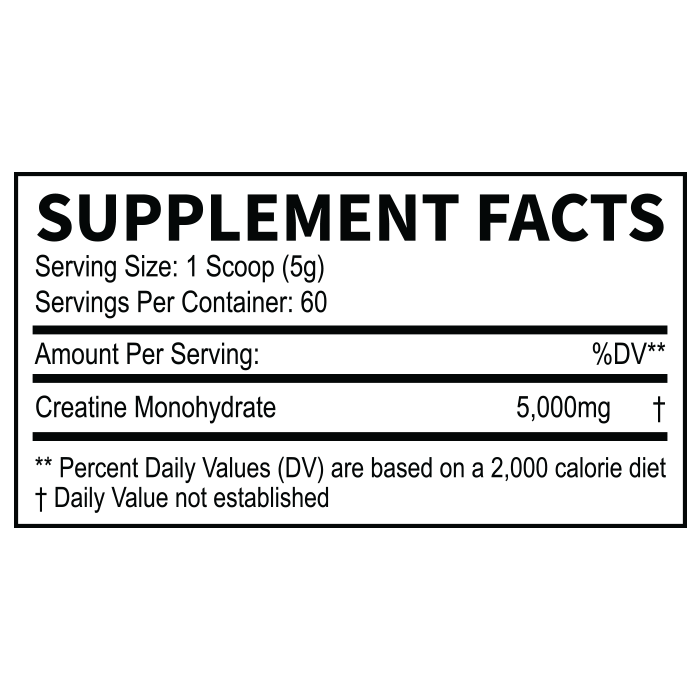 SUPPLEMENT FACTS
Serving Size: 1 Scoop (5g)
Servings Per Container: 60
Amount Per Serving: %DV**
Creatine Monohydrate 5,000mg †
** Percent Daily Values (DV) are based on a 2,000 calorie diet
† Daily Value not established